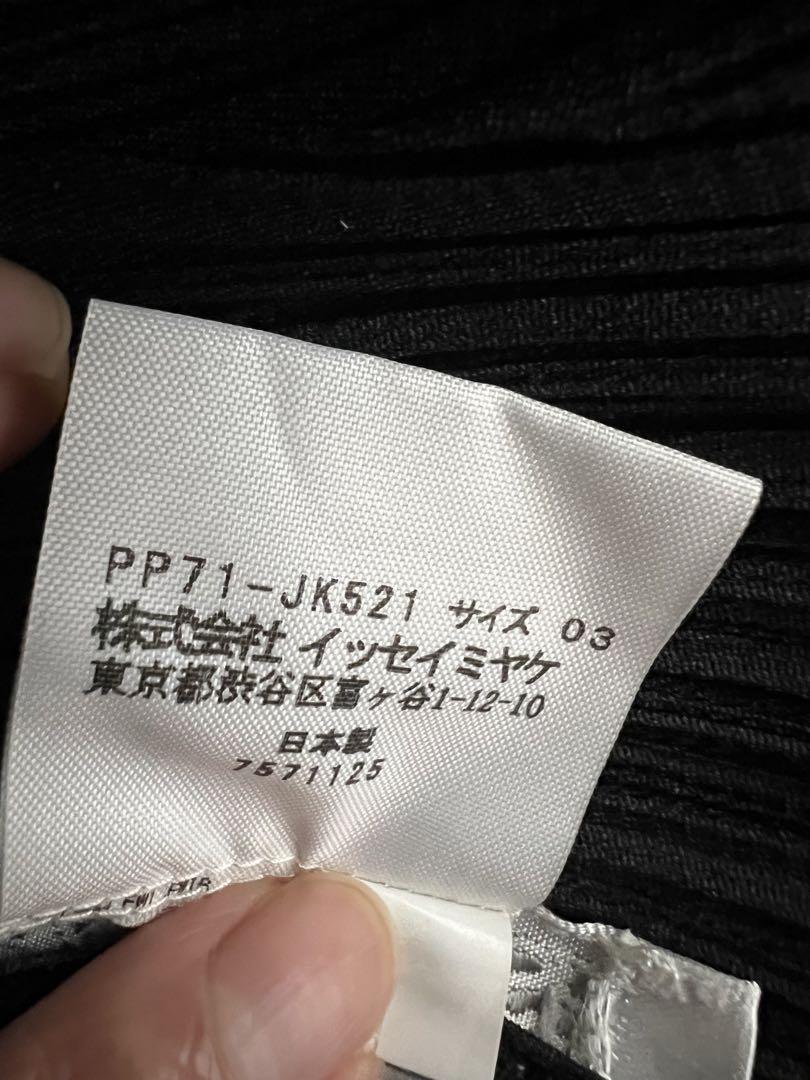 PP71-JK521 サイズ 03
株式会社 イッセイミヤケ
東京都渋谷区富ヶ谷1-12-10
日本製
7571125